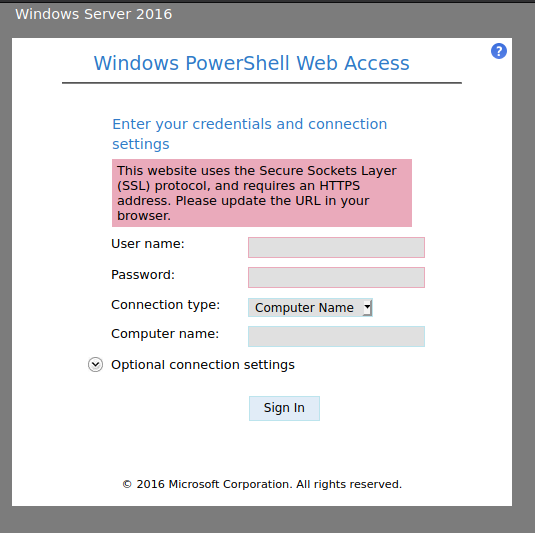 Windows Server 2016
?
Windows PowerShell Web Access
Enter your credentials and connection
settings
This website uses the Secure Sockets Layer
(SSL) protocol, and requires an HTTPS
address. Please update the URL in your
browser.
User name:
Password:
Connection type: Computer Name
Computer name:
Optional connection settings
Sign In
© 2016 Microsoft Corporation. All rights reserved.